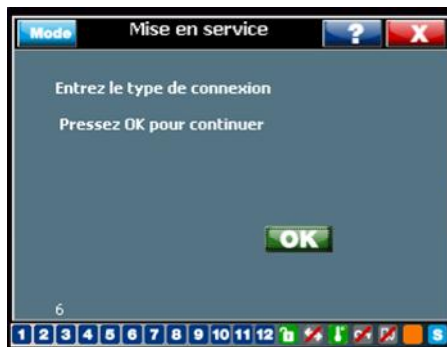 Mode Mise en service ? X
Entrez le type de connexion
Pressez OK pour continuer
OK
6
1 2 3 4 5 6 7 8 9 10 11 12 S